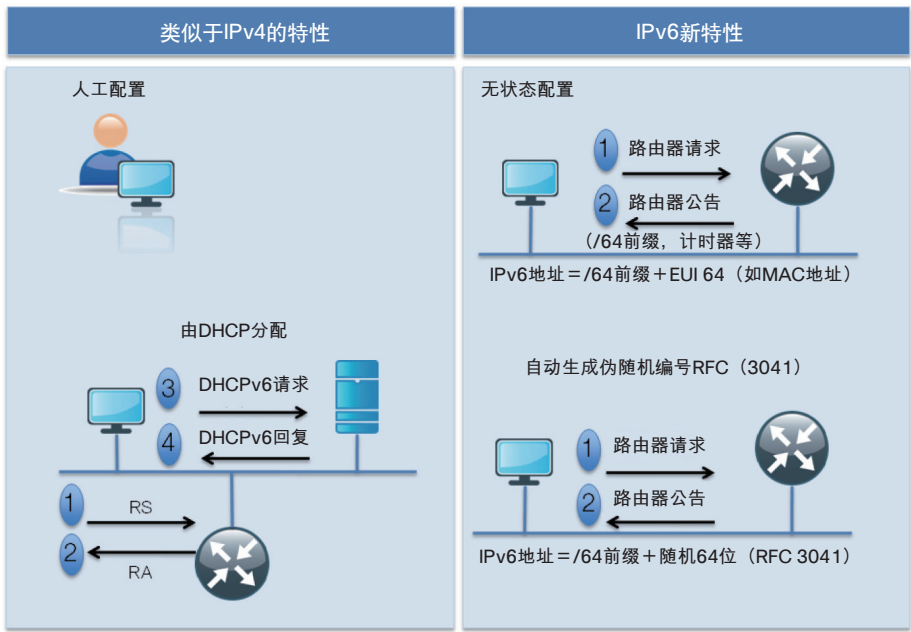 类似于IPv4的特性
人工配置
由DHCP分配
3 DHCPv6请求
4 DHCPv6回复
1 RS
2 RA
IPv6新特性
无状态配置
1 路由器请求
2 路由器公告
（/64前缀，计时器等）
IPv6地址＝/64前缀＋EUI 64（如MAC地址）
自动生成伪随机编号RFC（3041）
1 路由器请求
2 路由器公告
IPv6地址＝/64前缀＋随机64位（RFC 3041）